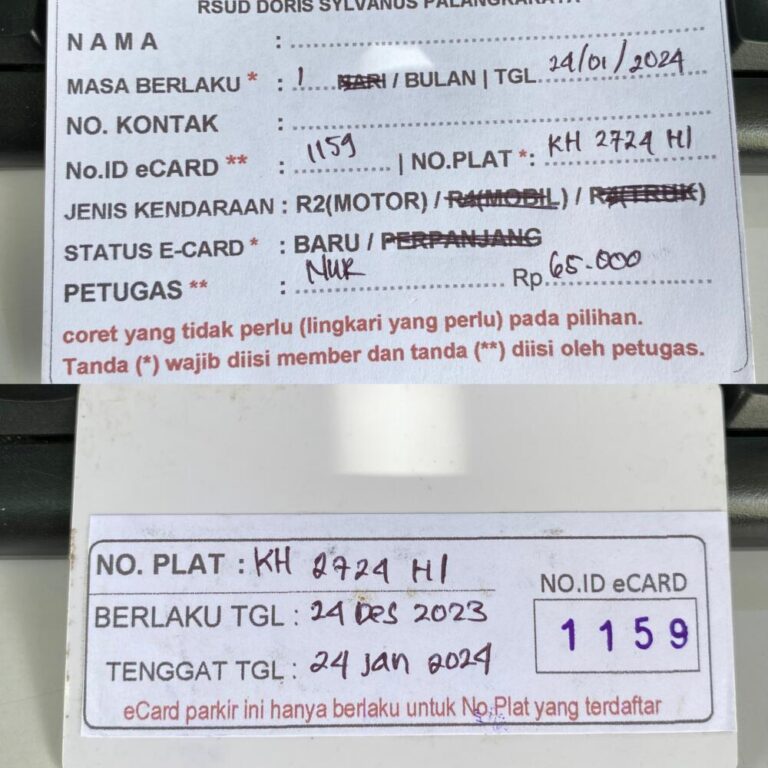 RSUD DORIS SYLVANUS PALANGKARAYA
NAMA :
MASA BERLAKU * : 1 HARI / BULAN | TGL. 24/01/2024
NO. KONTAK :
No.ID eCARD ** : 1159 | NO.PLAT *: KH 2724 HI
JENIS KENDARAAN : R2(MOTOR) / R4(MOBIL) / R4(TRUK)
STATUS E-CARD * : BARU / PERPANJANG
PETUGAS ** : NUR Rp. 65.000
coret yang tidak perlu (lingkari yang perlu) pada pilihan.
Tanda (*) wajib diisi member dan tanda (**) diisi oleh petugas.
NO. PLAT : KH 2724 HI
BERLAKU TGL : 24 Des 2023
TENGGAT TGL : 24 Jan 2024
NO.ID eCARD
1159
eCard parkir ini hanya berlaku untuk No.Plat yang terdaftar